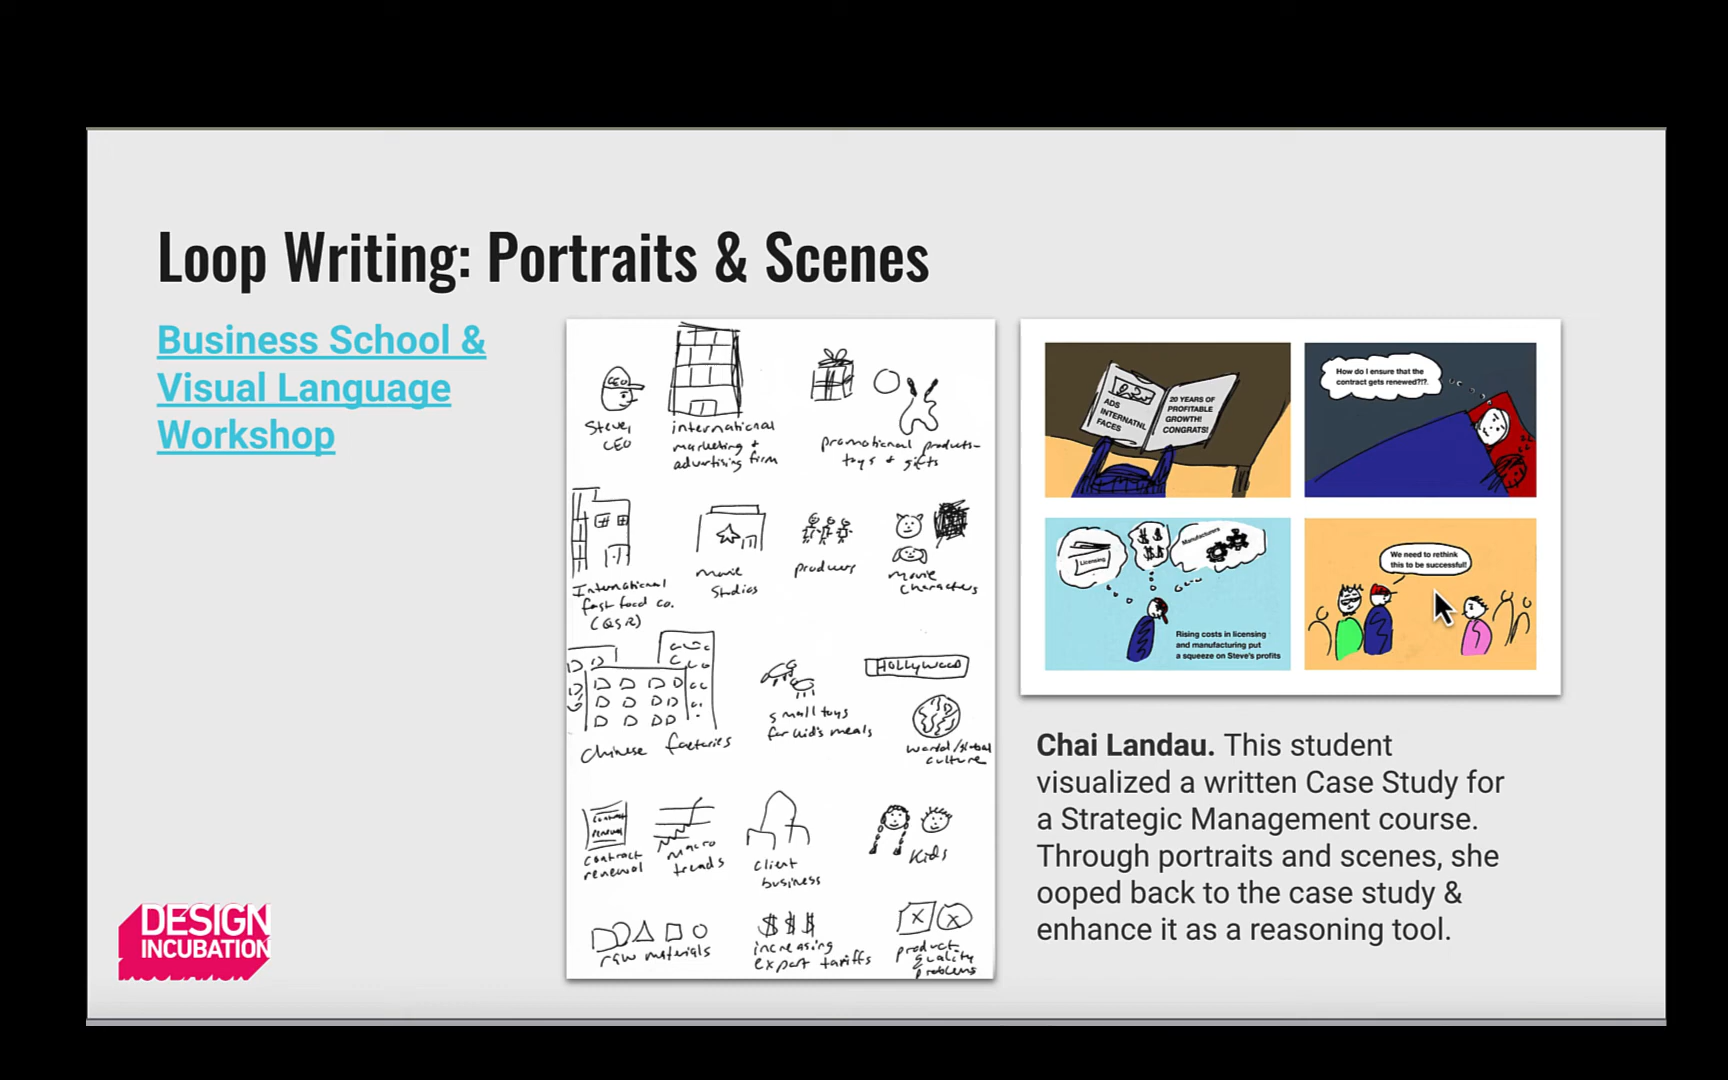 Loop Writing: Portraits & Scenes
Business School &
Visual Language
Workshop
CEO
Steve,
CEO
international
marketing &
advertising firm
promotional products-
toys & gifts
International
fast food co.
(QSR)
movie
Studios
producers
movie
characters
Chinese factories
small toys
for kid's meals
HOLLYWOOD
world/global
culture
contract
renewal
contract
renewal
macro
trends
client
business
Kids
raw materials
$ $ $
increasing
export tariffs
product
quality
problems
ADS
INTERNATNL
FACES
20 YEARS OF
PROFITABLE
GROWTH!
CONGRATS!
How do I ensure that the
contract gets renewed?!?.
Licensing
$ $
$ $
Manufacturers
Rising costs in licensing
and manufacturing put
a squeeze on Steve's profits
We need to rethink
this to be successful!
Chai Landau. This student
visualized a written Case Study for
a Strategic Management course.
Through portraits and scenes, she
ooped back to the case study &
enhance it as a reasoning tool.
DESIGN
INCUBATION